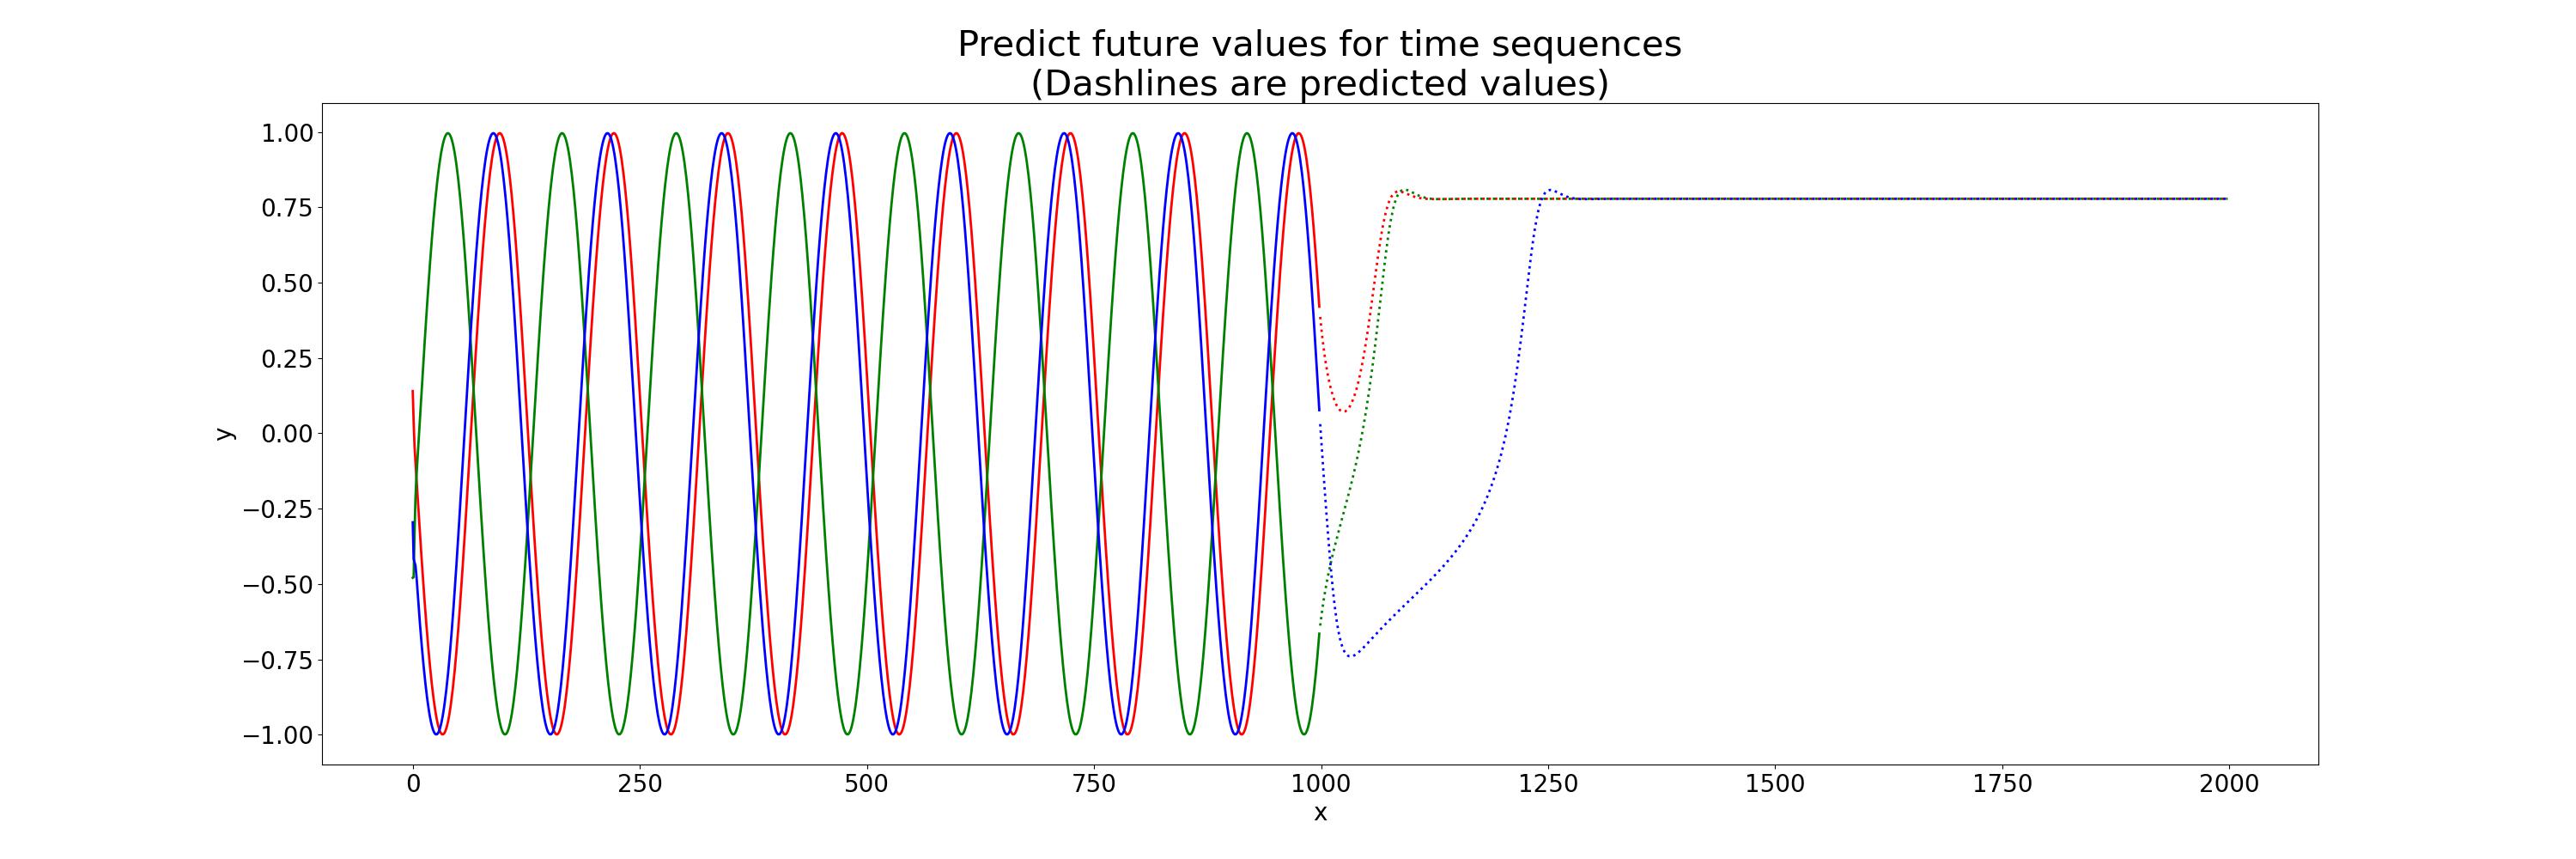 Predict future values for time sequences
(Dashlines are predicted values)
1.00
0.75
0.50
0.25
0.00
−0.25
−0.50
−0.75
−1.00
y
0 250 500 750 1000 1250 1500 1750 2000
x